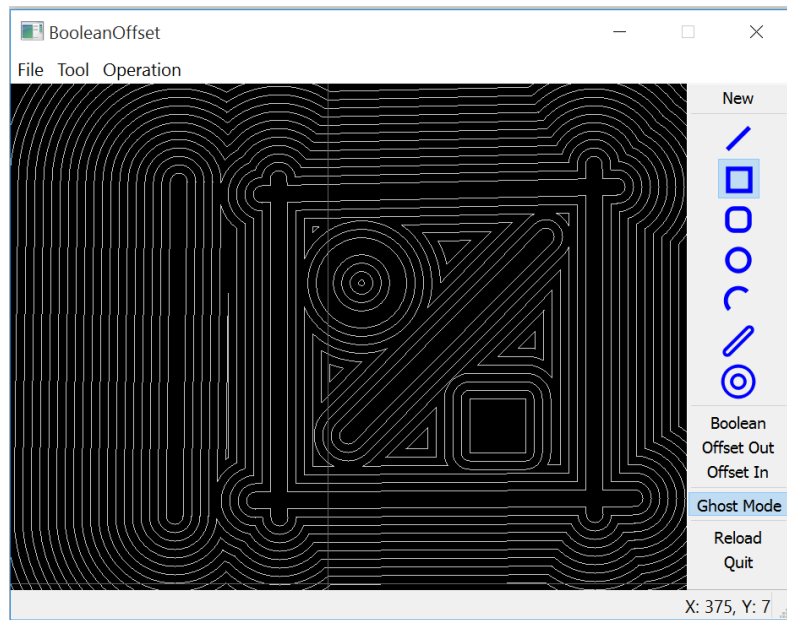 BooleanOffset
File Tool Operation
New
Boolean
Offset Out
Offset In
Ghost Mode
Reload
Quit
X: 375, Y: 7